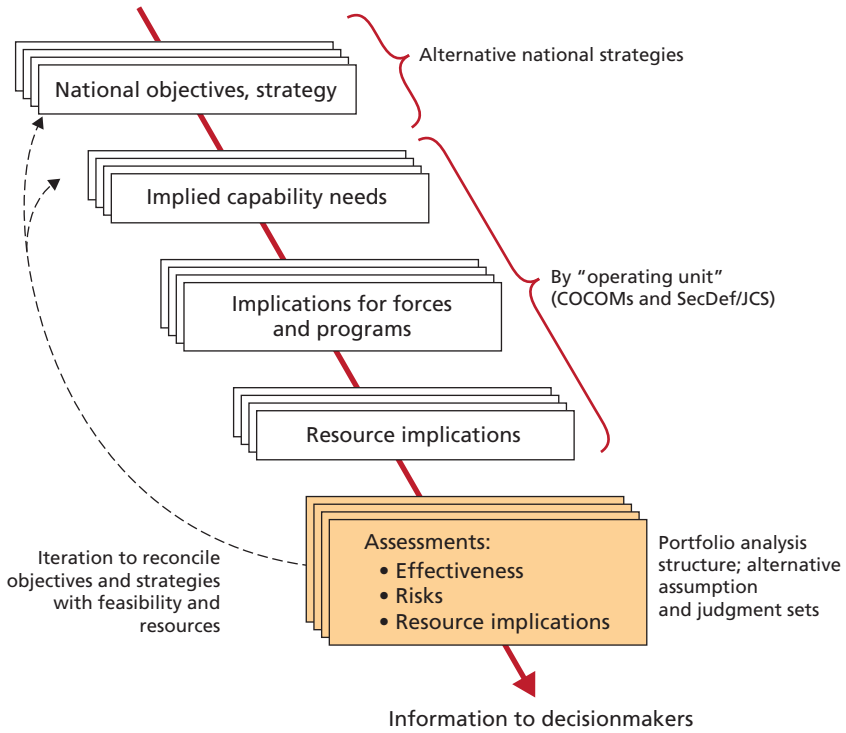 Alternative national strategies
National objectives, strategy
Implied capability needs
By “operating unit”
(COCOMs and SecDef/JCS)
Implications for forces
and programs
Resource implications
Assessments:
• Effectiveness
• Risks
• Resource implications
Portfolio analysis
structure; alternative
assumption
and judgment sets
Iteration to reconcile
objectives and strategies
with feasibility and
resources
Information to decisionmakers